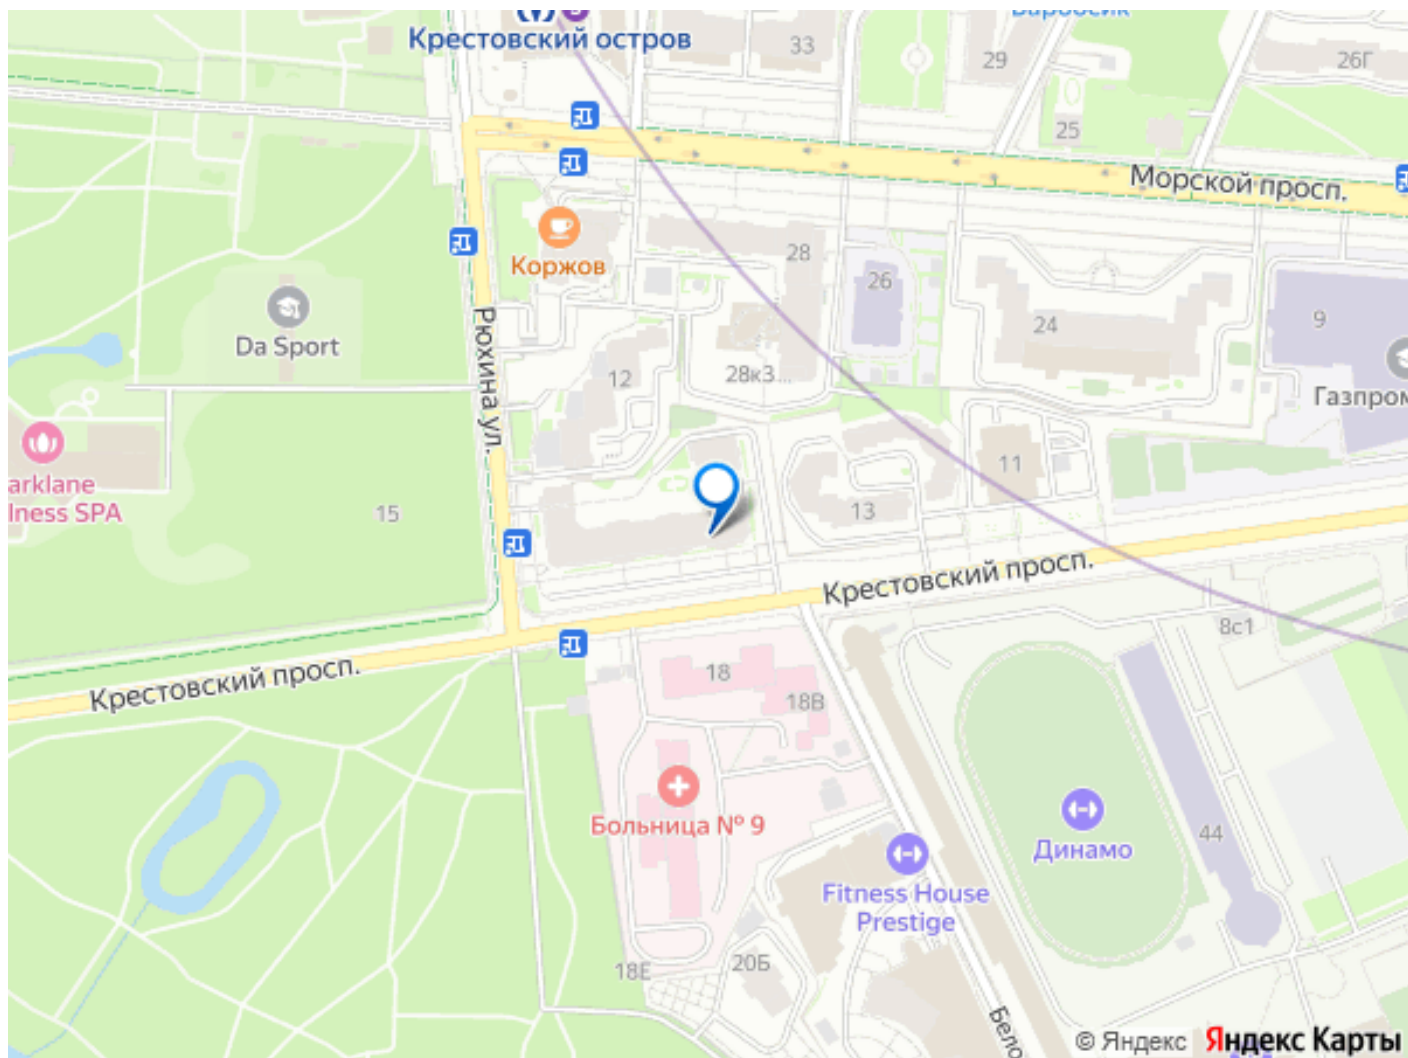 Барбосик
Крестовский остров
33
29
26Г
25
Морской просп.
Коржов
28
26
Da Sport
Рюхина ул.
24
9
12
28к3...
Газпром
arklane
lness SPA
15
11
13
Крестовский просп.
8с1
Крестовский просп.
18
18В
Больница № 9
Динамо
44
Fitness House
Prestige
18Е
20Б
Бело
© Яндекс Яндекс Карты